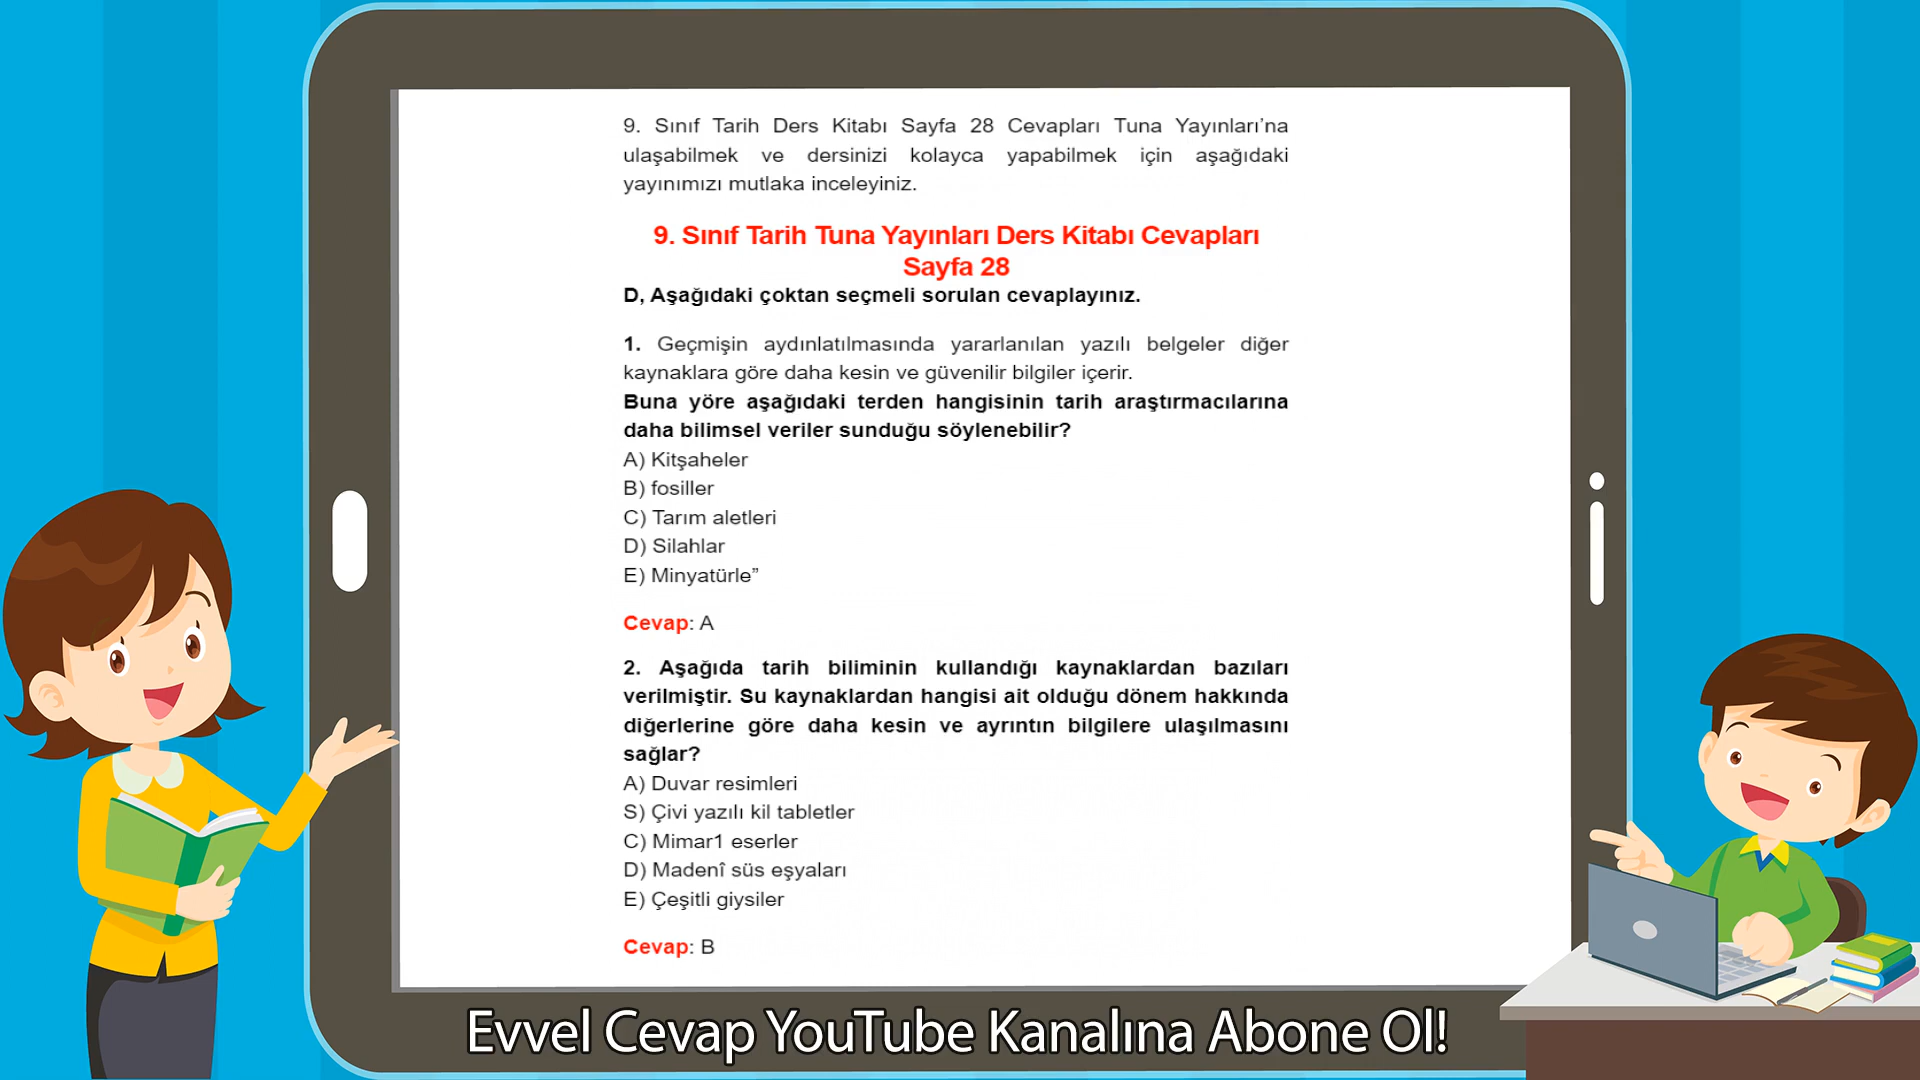 9. Sınıf Tarih Ders Kitabı Sayfa 28 Cevapları Tuna Yayınları’na
ulaşabilmek ve dersinizi kolayca yapabilmek için aşağıdaki
yayınımızı mutlaka inceleyiniz.
9. Sınıf Tarih Tuna Yayınları Ders Kitabı Cevapları
Sayfa 28
D, Aşağıdaki çoktan seçmeli sorulan cevaplayınız.
1. Geçmişin aydınlatılmasında yararlanılan yazılı belgeler diğer
kaynaklara göre daha kesin ve güvenilir bilgiler içerir.
Buna yöre aşağıdaki terden hangisinin tarih araştırmacılarına
daha bilimsel veriler sunduğu söylenebilir?
A) Kitşaheler
B) fosiller
C) Tarım aletleri
D) Silahlar
E) Minyatürle”
Cevap: A
2. Aşağıda tarih biliminin kullandığı kaynaklardan bazıları
verilmiştir. Su kaynaklardan hangisi ait olduğu dönem hakkında
diğerlerine göre daha kesin ve ayrıntın bilgilere ulaşılmasını
sağlar?
A) Duvar resimleri
S) Çivi yazılı kil tabletler
C) Mimar1 eserler
D) Madenî süs eşyaları
E) Çeşitli giysiler
Cevap: B
Evvel Cevap YouTube Kanalına Abone Ol!